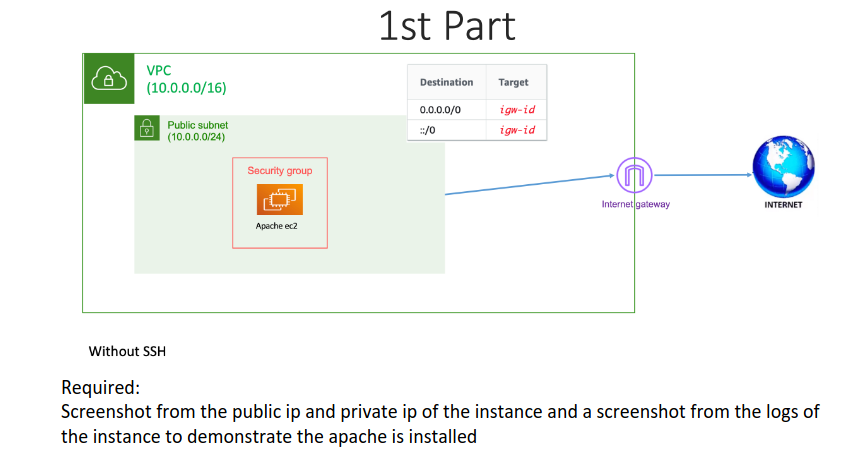 1st Part
VPC
(10.0.0.0/16)
Destination Target
0.0.0.0/0 igw-id
::/0 igw-id
Public subnet
(10.0.0.0/24)
Security group
Apache ec2
Internet gateway
INTERNET
Without SSH
Required:
Screenshot from the public ip and private ip of the instance and a screenshot from the logs of
the instance to demonstrate the apache is installed